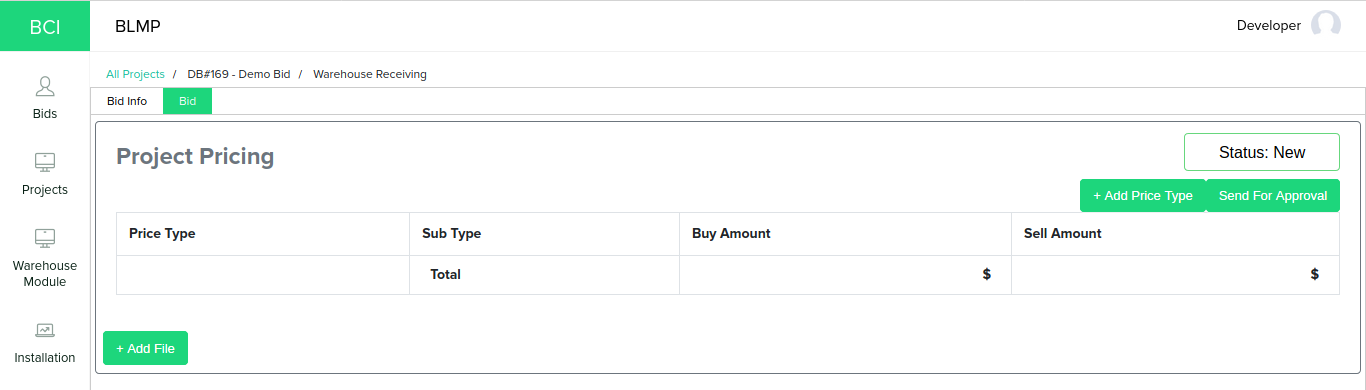 BCI
BLMP
Developer
Bids
Projects
Warehouse
Module
Installation
All Projects / DB#169 - Demo Bid / Warehouse Receiving
Bid Info Bid
Project Pricing
Status: New
+ Add Price Type Send For Approval
Price Type Sub Type Buy Amount Sell Amount
Total $ $
+ Add File